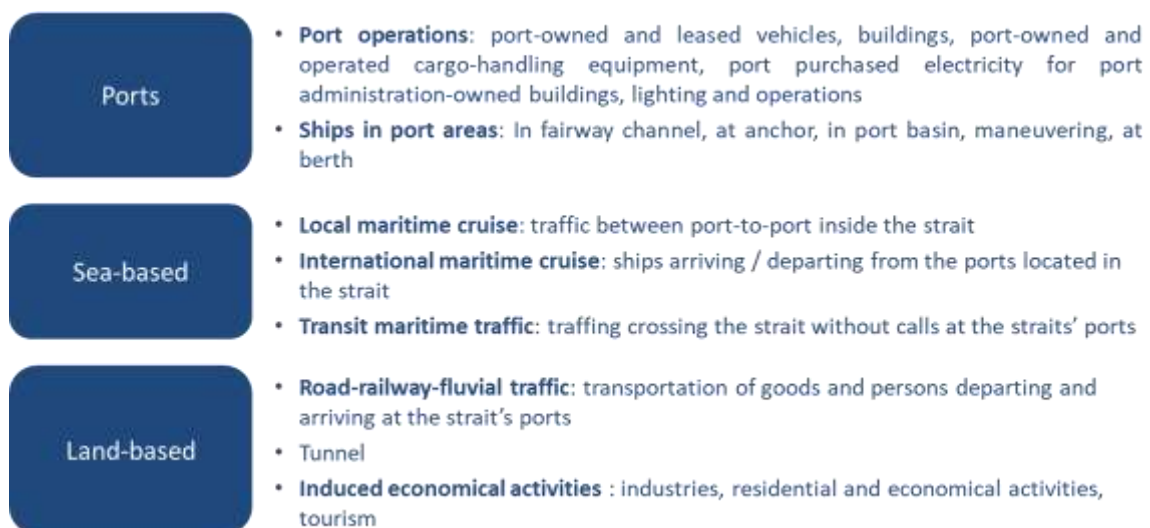 Ports
• Port operations: port-owned and leased vehicles, buildings, port-owned and
operated cargo-handling equipment, port purchased electricity for port
administration-owned buildings, lighting and operations
• Ships in port areas: In fairway channel, at anchor, in port basin, maneuvering, at
berth
Sea-based
• Local maritime cruise: traffic between port-to-port inside the strait
• International maritime cruise: ships arriving / departing from the ports located in
the strait
• Transit maritime traffic: traffing crossing the strait without calls at the straits’ ports
Land-based
• Road-railway-fluvial traffic: transportation of goods and persons departing and
arriving at the strait’s ports
• Tunnel
• Induced economical activities : industries, residential and economical activities,
tourism